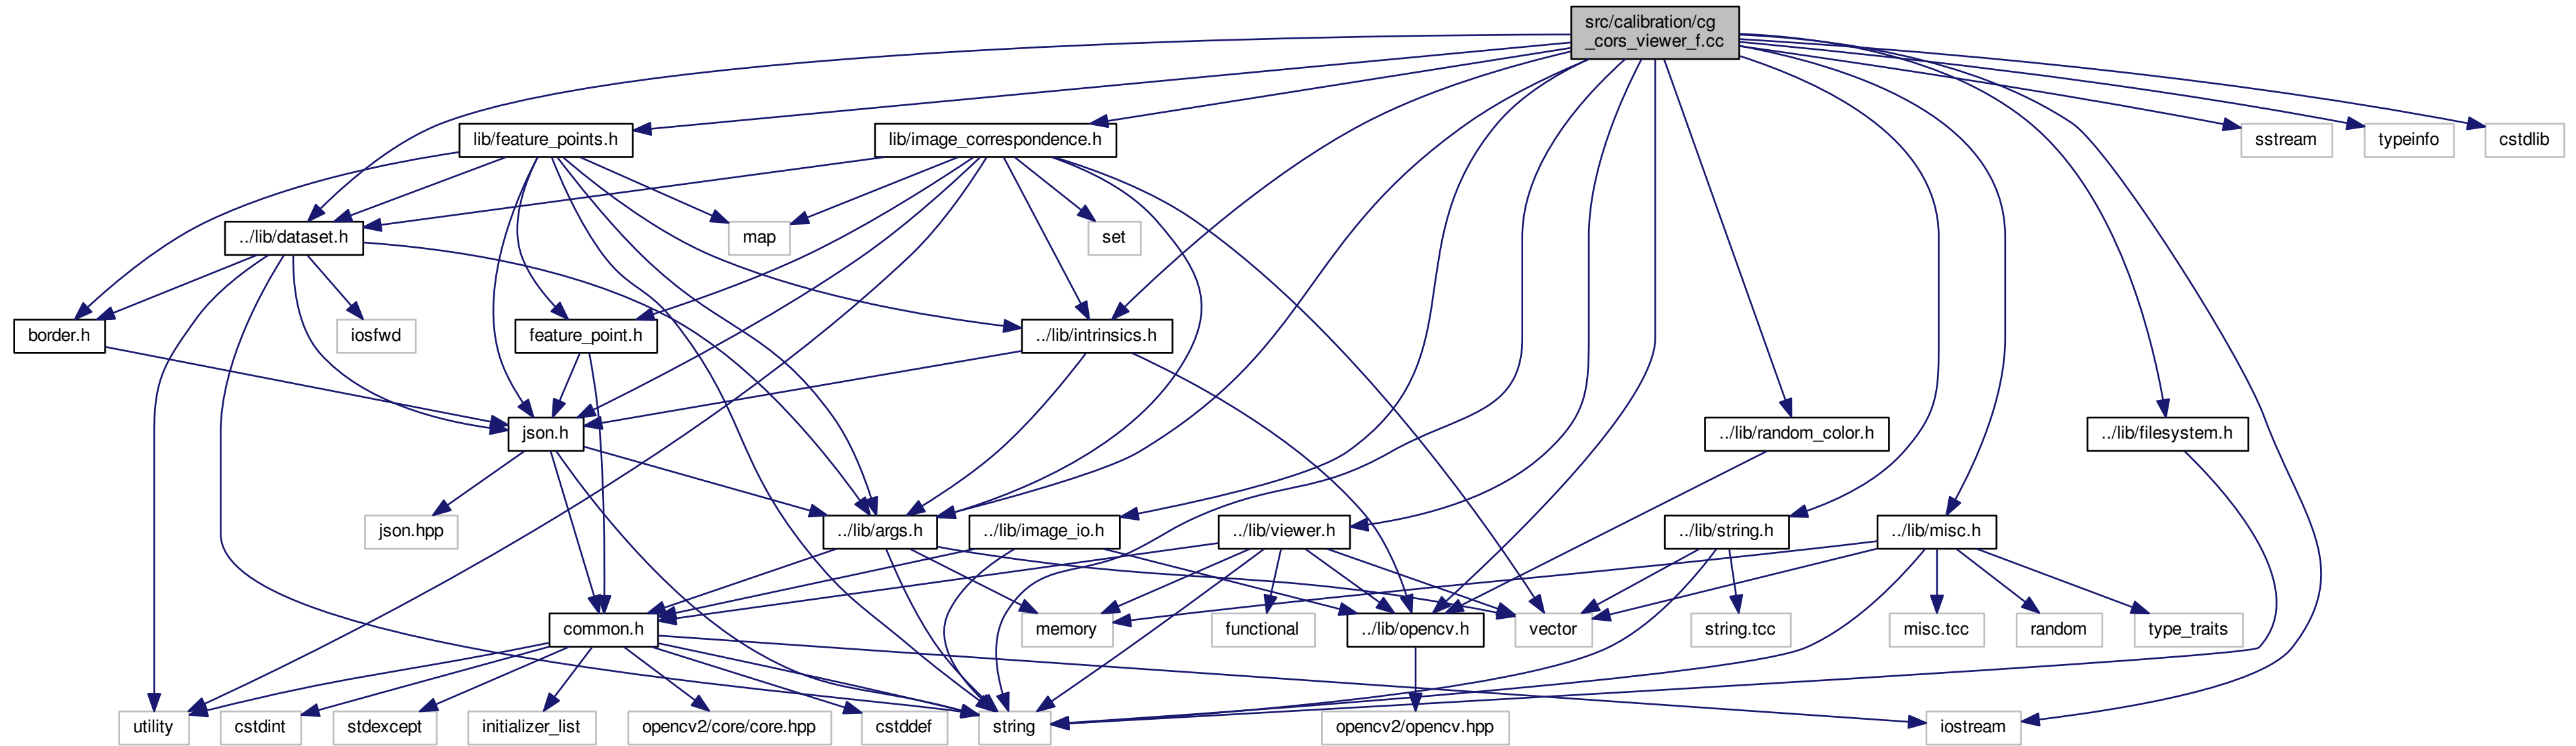 src/calibration/cg
_cors_viewer_f.cc
lib/feature_points.h
lib/image_correspondence.h
sstream
typeinfo
cstdlib
../lib/dataset.h
map
set
border.h
iosfwd
feature_point.h
../lib/intrinsics.h
json.h
../lib/random_color.h
../lib/filesystem.h
json.hpp
../lib/args.h
../lib/image_io.h
../lib/viewer.h
../lib/string.h
../lib/misc.h
common.h
memory
functional
../lib/opencv.h
vector
string.tcc
misc.tcc
random
type_traits
utility
cstdint
stdexcept
initializer_list
opencv2/core/core.hpp
cstddef
string
opencv2/opencv.hpp
iostream